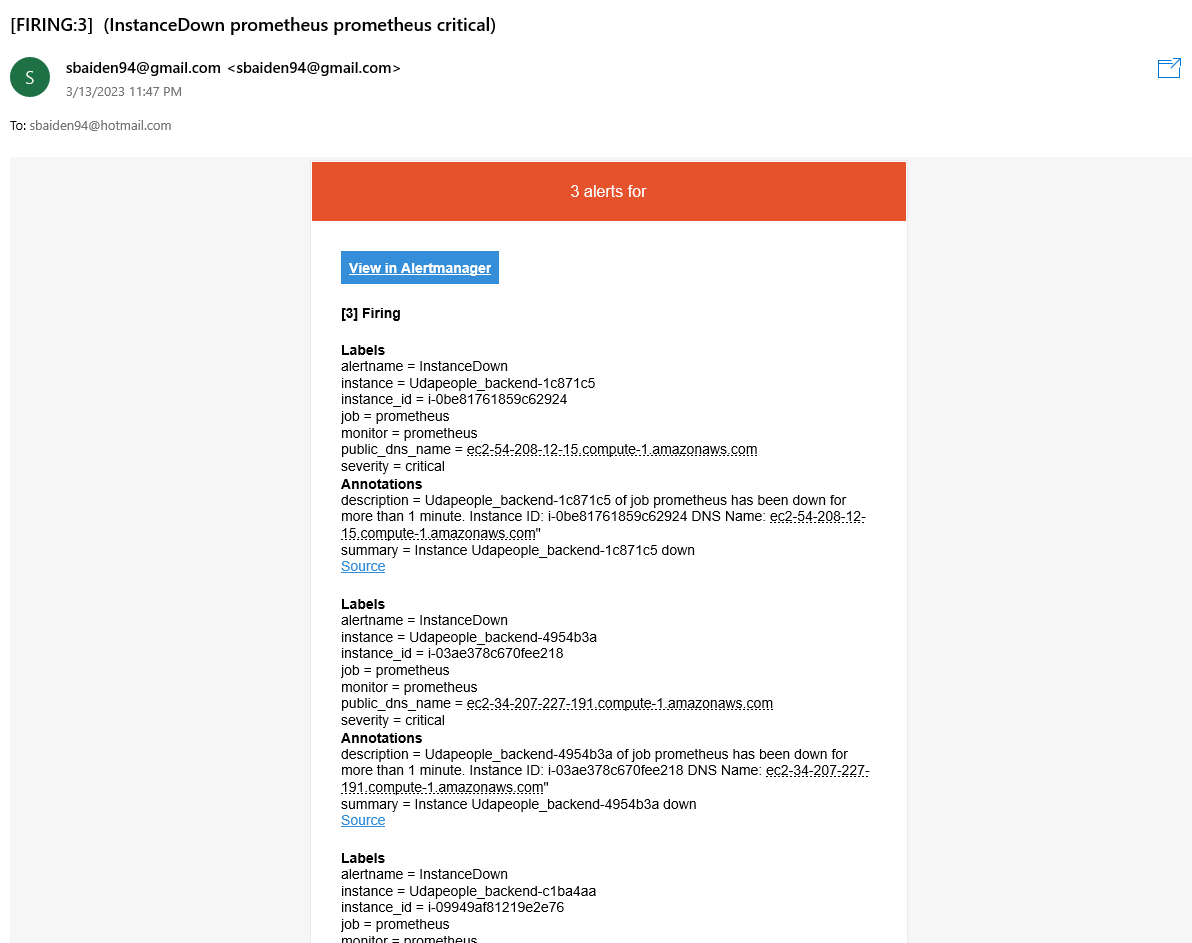 [FIRING:3] (InstanceDown prometheus prometheus critical)
S
sbaiden94@gmail.com <sbaiden94@gmail.com>
3/13/2023 11:47 PM
To: sbaiden94@hotmail.com
3 alerts for
View in Alertmanager
[3] Firing
Labels
alertname = InstanceDown
instance = Udapeople_backend-1c871c5
instance_id = i-0be81761859c62924
job = prometheus
monitor = prometheus
public_dns_name = ec2-54-208-12-15.compute-1.amazonaws.com
severity = critical
Annotations
description = Udapeople_backend-1c871c5 of job prometheus has been down for
more than 1 minute. Instance ID: i-0be81761859c62924 DNS Name: ec2-54-208-12-
15.compute-1.amazonaws.com"
summary = Instance Udapeople_backend-1c871c5 down
Source
Labels
alertname = InstanceDown
instance = Udapeople_backend-4954b3a
instance_id = i-03ae378c670fee218
job = prometheus
monitor = prometheus
public_dns_name = ec2-34-207-227-191.compute-1.amazonaws.com
severity = critical
Annotations
description = Udapeople_backend-4954b3a of job prometheus has been down for
more than 1 minute. Instance ID: i-03ae378c670fee218 DNS Name: ec2-34-207-227-
191.compute-1.amazonaws.com"
summary = Instance Udapeople_backend-4954b3a down
Source
Labels
alertname = InstanceDown
instance = Udapeople_backend-c1ba4aa
instance_id = i-09949af81219e2e76
job = prometheus
monitor = prometheus